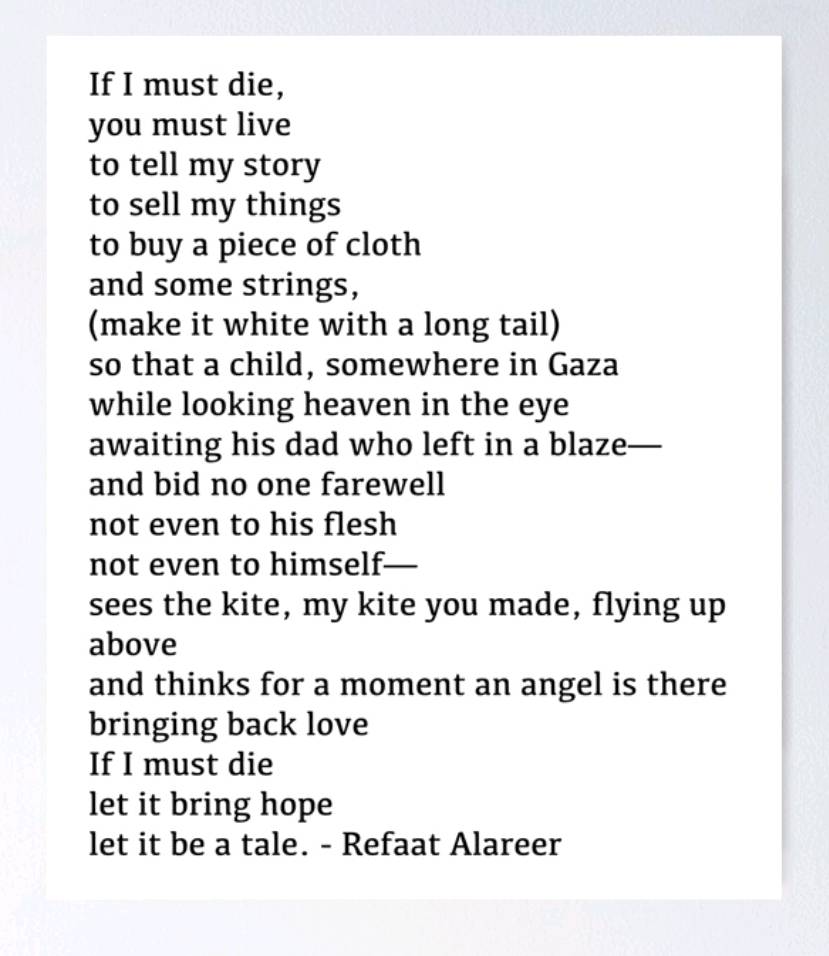 If I must die,
you must live
to tell my story
to sell my things
to buy a piece of cloth
and some strings,
(make it white with a long tail)
so that a child, somewhere in Gaza
while looking heaven in the eye
awaiting his dad who left in a blaze—
and bid no one farewell
not even to his flesh
not even to himself—
sees the kite, my kite you made, flying up
above
and thinks for a moment an angel is there
bringing back love
If I must die
let it bring hope
let it be a tale. - Refaat Alareer